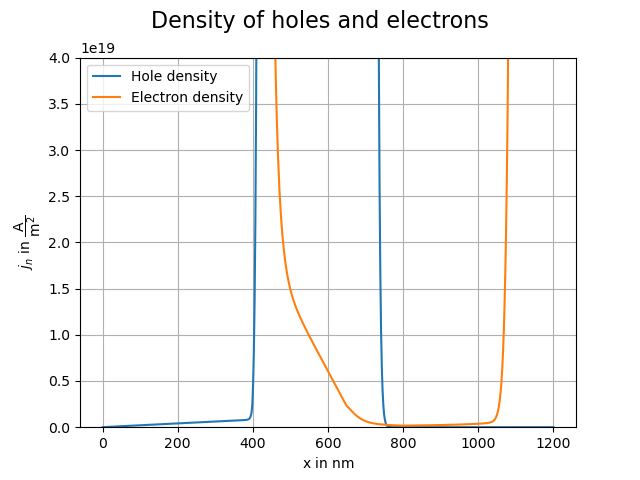 Density of holes and electrons
1e19
Hole density
Electron density
4.0
3.5
3.0
2.5
2.0
1.5
1.0
0.5
0.0
j_n in A/m²
0 200 400 600 800 1000 1200
x in nm